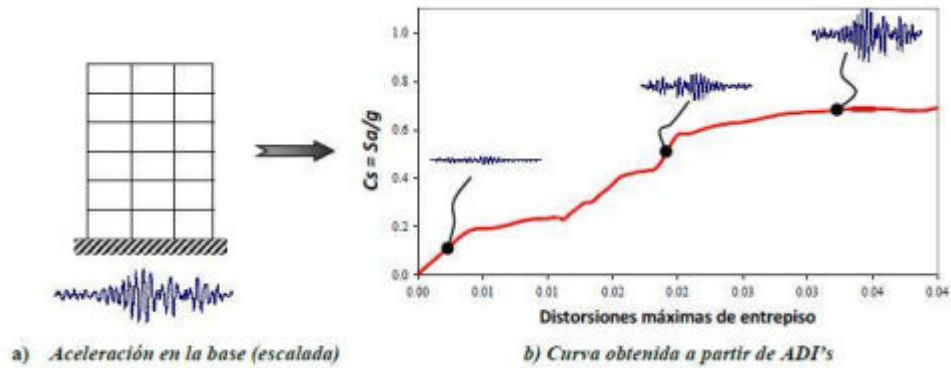 Cs = Sa/g
1.0
0.8
0.6
0.4
0.2
0.0
0.00 0.01 0.01 0.02 0.02 0.03 0.03 0.04 0.04
Distorsiones máximas de entrepiso
a) Aceleración en la base (escalada)
b) Curva obtenida a partir de ADI's